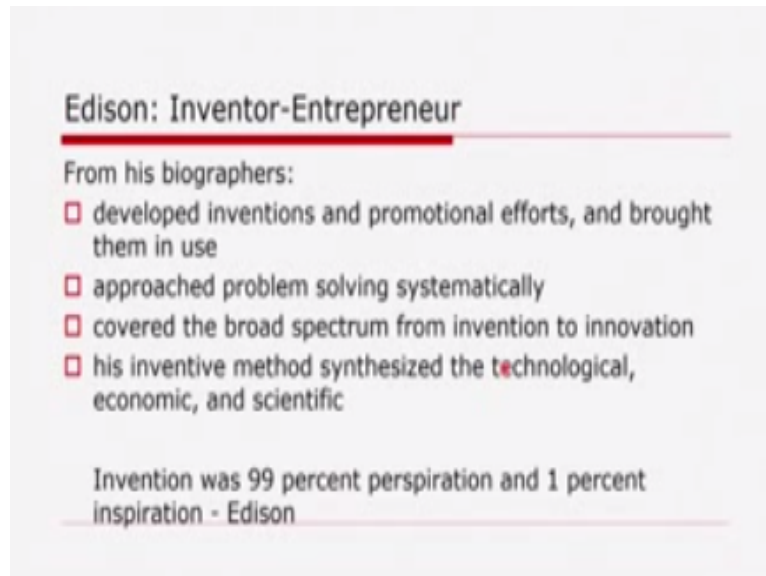 Edison: Inventor-Entrepreneur
From his biographers:
developed inventions and promotional efforts, and brought
them in use
approached problem solving systematically
covered the broad spectrum from invention to innovation
his inventive method synthesized the technological,
economic, and scientific
Invention was 99 percent perspiration and 1 percent
inspiration - Edison